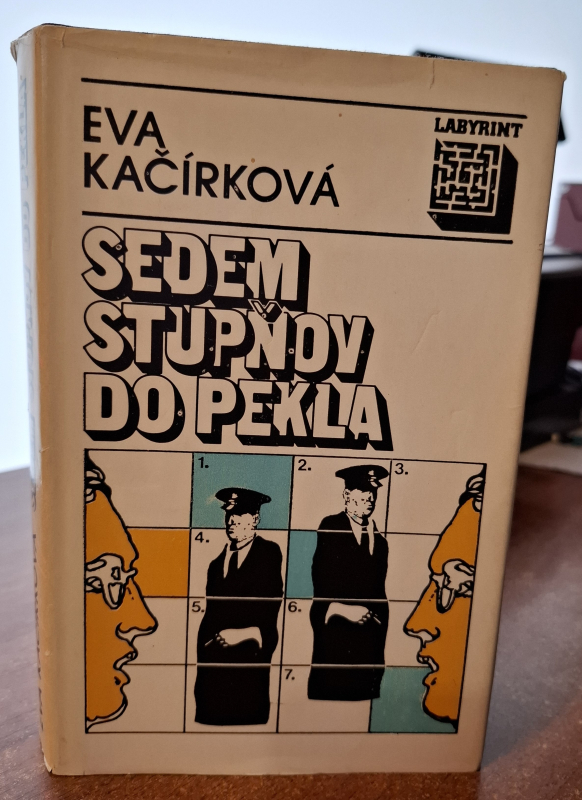 EVA
KAČÍRKOVÁ
LABYRINT
SEDEM
STUPŇOV
DO PEKLA
1.
2.
3.
4.
5.
6.
7.